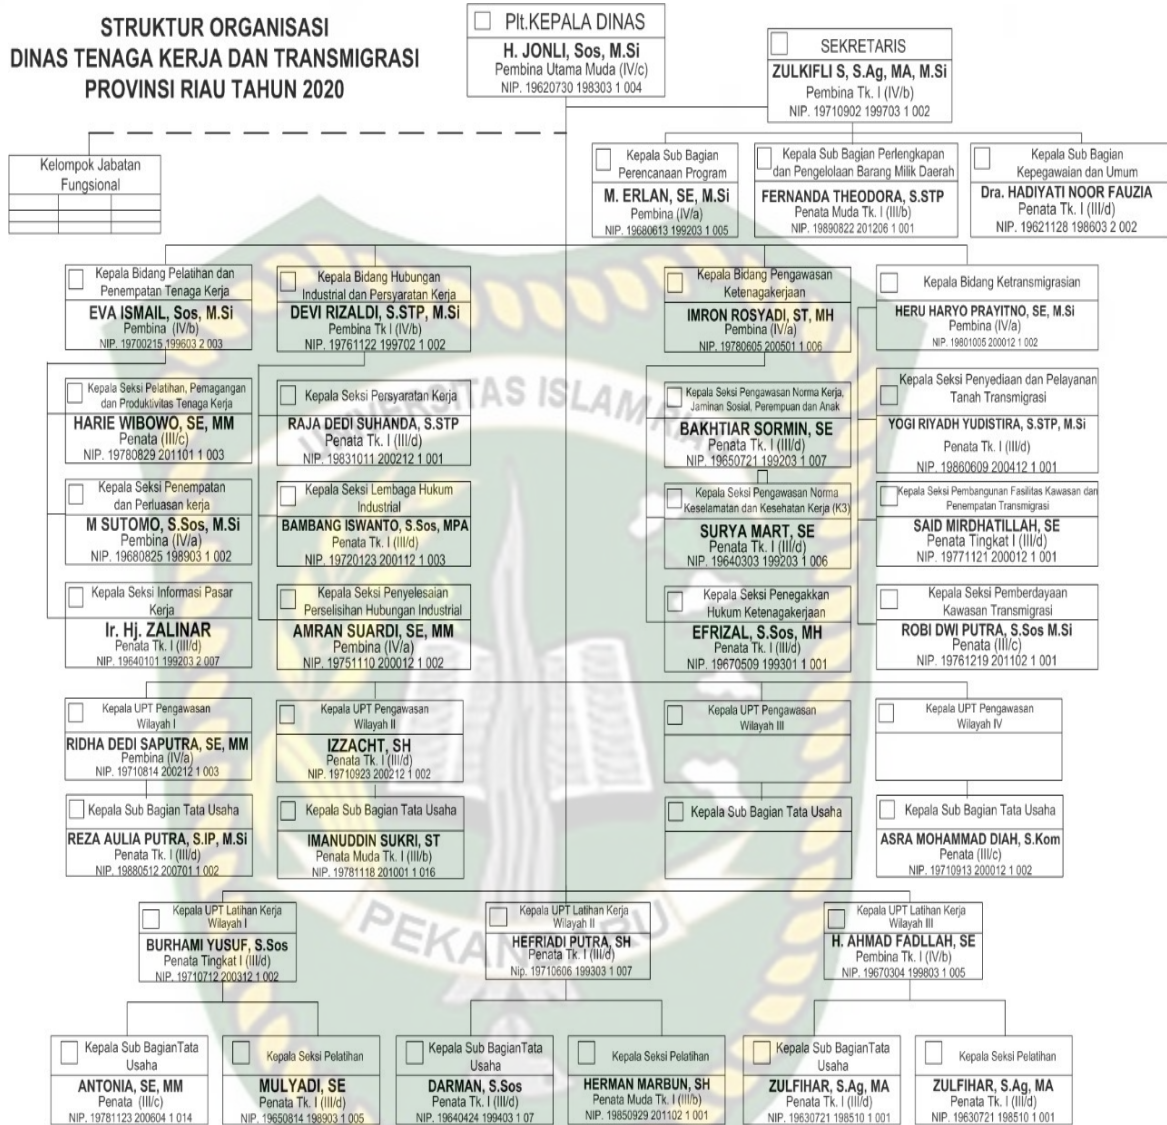 STRUKTUR ORGANISASI
DINAS TENAGA KERJA DAN TRANSMIGRASI
PROVINSI RIAU TAHUN 2020
Plt.KEPALA DINAS
H. JONLI, Sos, M.Si
Pembina Utama Muda (IV/c)
NIP. 19620730 198303 1 004
SEKRETARIS
ZULKIFLI S, S.Ag, MA, M.Si
Pembina Tk. I (IV/b)
NIP. 19710902 199703 1 002
Kelompok Jabatan
Fungsional
Kepala Sub Bagian
Perencanaan Program
M. ERLAN, SE, M.Si
Pembina (IV/a)
NIP. 19680613 199203 1 005
Kepala Sub Bagian Perlengkapan
dan Pengelolaan Barang Milik Daerah
FERNANDA THEODORA, S.STP
Penata Muda Tk. I (III/b)
NIP. 19890822 201206 1 001
Kepala Sub Bagian
Kepegawaian dan Umum
Dra. HADIYATI NOOR FAUZIA
Penata Tk. I (III/d)
NIP. 19621128 198603 2 002
Kepala Bidang Pelatihan dan
Penempatan Tenaga Kerja
EVA ISMAIL, Sos, M.Si
Pembina (IV/b)
NIP. 19700215 199603 2 003
Kepala Bidang Hubungan
Industrial dan Persyaratan Kerja
DEVI RIZALDI, S.STP, M.Si
Pembina Tk I (IV/b)
NIP. 19761122 199702 1 002
Kepala Bidang Pengawasan
Ketenagakerjaan
IMRON ROSYADI, ST, MH
Pembina (IV/a)
NIP. 19780605 200501 1 006
Kepala Bidang Ketransmigrasian
HERU HARYO PRAYITNO, SE, M.Si
Pembina (IV/a)
NIP. 19801005 200012 1 002
Kepala Seksi Pelatihan, Pemagangan
dan Produktivitas Tenaga Kerja
HARIE WIBOWO, SE, MM
Penata (III/c)
NIP. 19780829 201101 1 003
Kepala Seksi Persyaratan Kerja
RAJA DEDI SUHANDA, S.STP
Penata Tk. I (III/d)
NIP. 19831011 200212 1 001
Kepala Seksi Pengawasan Norma Kerja,
Jaminan Sosial, Perempuan dan Anak
BAKHTIAR SORMIN, SE
Penata Tk. I (III/d)
NIP. 19650721 199203 1 007
Kepala Seksi Penyediaan dan Pelayanan
Tanah Transmigrasi
YOGI RIYADH YUDISTIRA, S.STP, M.Si
Penata Tk. I (III/d)
NIP. 19860609 200412 1 001
Kepala Seksi Penempatan
dan Perluasan kerja
M SUTOMO, S.Sos, M.Si
Pembina (IV/a)
NIP. 19680825 198903 1 002
Kepala Seksi Lembaga Hukum
Industrial
BAMBANG ISWANTO, S.Sos, MPA
Penata Tk. I (III/d)
NIP. 19720123 200112 1 003
Kepala Seksi Pengawasan Norma
Keselamatan dan Kesehatan Kerja (K3)
SURYA MART, SE
Penata Tk. I (III/d)
NIP. 19640303 199203 1 006
Kepala Seksi Pembangunan Fasilitas Kawasan dan
Penempatan Transmigrasi
SAID MIRDHATILLAH, SE
Penata Tingkat I (III/d)
NIP. 19771121 200012 1 001
Kepala Seksi Informasi Pasar
Kerja
Ir. Hj. ZALINAR
Penata Tk. I (III/d)
NIP. 19640101 199203 2 007
Kepala Seksi Penyelesaian
Perselisihan Hubungan Industrial
AMRAN SUARDI, SE, MM
Pembina (IV/a)
NIP. 19751110 200012 1 002
Kepala Seksi Penegakkan
Hukum Ketenagakerjaan
EFRIZAL, S.Sos, MH
Penata Tk. I (III/d)
NIP. 19670509 199301 1 001
Kepala Seksi Pemberdayaan
Kawasan Transmigrasi
ROBI DWI PUTRA, S.Sos M.Si
Penata (III/c)
NIP. 19761219 201102 1 001
Kepala UPT Pengawasan
Wilayah I
RIDHA DEDI SAPUTRA, SE, MM
Pembina (IV/a)
NIP. 19710814 200212 1 003
Kepala UPT Pengawasan
Wilayah II
IZZACHT, SH
Penata Tk. I (III/d)
NIP. 19710923 200212 1 002
Kepala UPT Pengawasan
Wilayah III
Kepala UPT Pengawasan
Wilayah IV
Kepala Sub Bagian Tata Usaha
REZA AULIA PUTRA, S.IP, M.Si
Penata Tk. I (III/d)
NIP. 19880512 200701 1 002
Kepala Sub Bagian Tata Usaha
IMANUDDIN SUKRI, ST
Penata Muda Tk. I (III/b)
NIP. 19781118 201001 1 016
Kepala Sub Bagian Tata Usaha
Kepala Sub Bagian Tata Usaha
ASRA MOHAMMAD DIAH, S.Kom
Penata (III/c)
NIP. 19710913 200012 1 002
Kepala UPT Latihan Kerja
Wilayah I
BURHAMI YUSUF, S.Sos
Penata Tingkat I (III/d)
NIP. 19710712 200312 1 002
Kepala UPT Latihan Kerja
Wilayah II
HEFRIADI PUTRA, SH
Penata Tk. I (III/d)
Nip. 19710606 199303 1 007
Kepala UPT Latihan Kerja
Wilayah III
H. AHMAD FADLLAH, SE
Pembina Tk. I (IV/b)
NIP. 19670304 199803 1 005
Kepala Sub BagianTata
Usaha
ANTONIA, SE, MM
Penata (III/c)
NIP. 19781123 200604 1 014
Kepala Seksi Pelatihan
MULYADI, SE
Penata Tk. I (III/d)
NIP. 19650814 198903 1 005
Kepala Sub BagianTata
Usaha
DARMAN, S.Sos
Penata Tk. I (III/d)
NIP. 19640424 199403 1 07
Kepala Seksi Pelatihan
HERMAN MARBUN, SH
Penata Muda Tk. I (III/b)
NIP. 19850929 201102 1 001
Kepala Sub BagianTata
Usaha
ZULFIHAR, S.Ag, MA
Penata Tk. I (III/d)
NIP. 19630721 198510 1 001
Kepala Seksi Pelatihan
ZULFIHAR, S.Ag, MA
Penata Tk. I (III/d)
NIP. 19630721 198510 1 001
UNIVERSITAS ISLAM RIAU
PEKANBARU